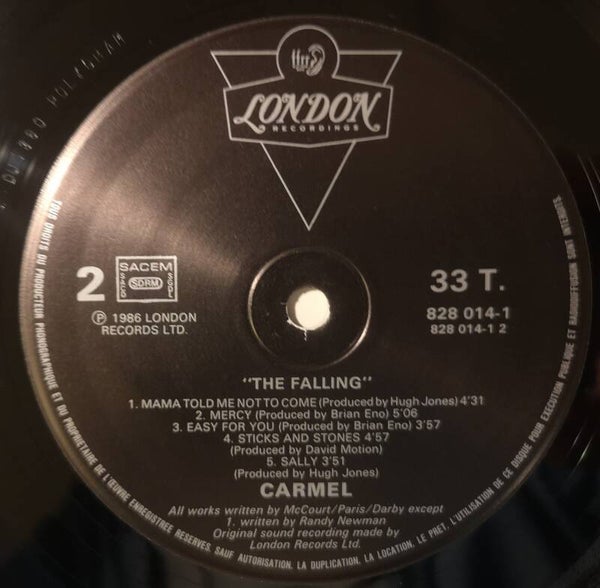 ffrr
LONDON
RECORDINGS
2
SACEM
SACD
SDRM
SGDL
33 T.
℗ 1986 LONDON
RECORDS LTD.
828 014-1
828 014-1 2
"THE FALLING"
1. MAMA TOLD ME NOT TO COME (Produced by Hugh Jones) 4'31
2. MERCY (Produced by Brian Eno) 5'06
3. EASY FOR YOU (Produced by Brian Eno) 3'57
4. STICKS AND STONES 4'57
(Produced by David Motion)
5. SALLY 3'51
(Produced by Hugh Jones)
CARMEL
All works written by McCourt/Paris/Darby except
1. written by Randy Newman
Original sound recording made by
London Records Ltd.
TOUS DROITS DU PRODUCTEUR PHONOGRAPHIQUE ET DU PROPRIETAIRE DE L'ŒUVRE ENREGISTREE RESERVES. SAUF AUTORISATION. LA DUPLICATION. LA LOCATION. LE PRET. L'UTILISATION DE CE DISQUE POUR EXECUTION PUBLIQUE ET RADIODIFFUSION SONT INTERDITS.
POLAGRAM